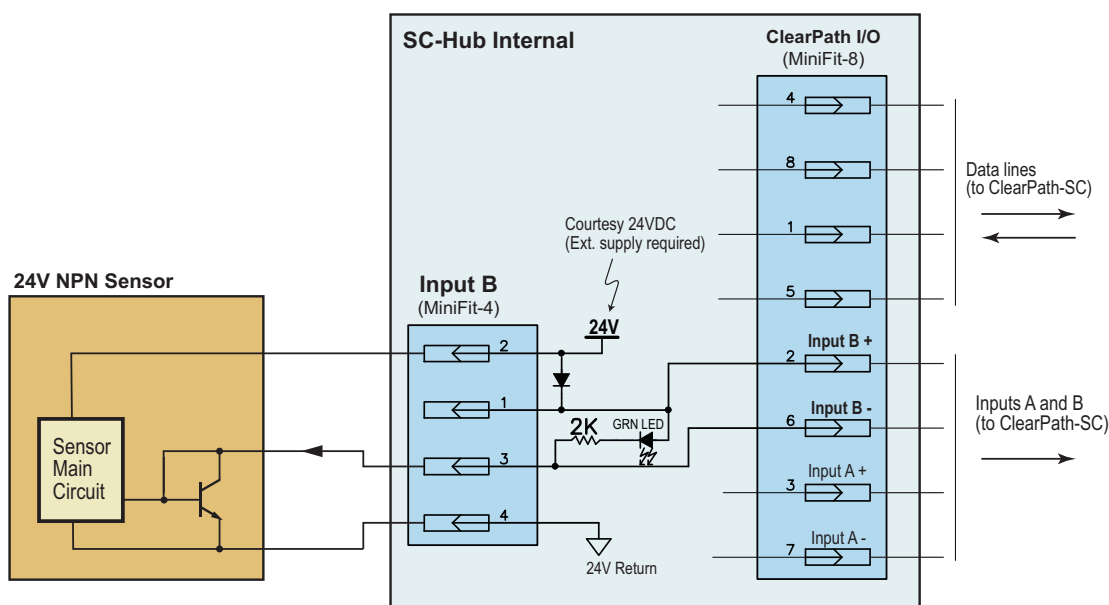 SC-Hub Internal
ClearPath I/O
(MiniFit-8)
4
8
1
5
Data lines
(to ClearPath-SC)
Courtesy 24VDC
(Ext. supply required)
24V NPN Sensor
Input B
(MiniFit-4)
24V
2
1
3
4
2K
GRN LED
24V Return
Sensor
Main
Circuit
2
Input B +
6
Input B -
3
Input A +
7
Input A -
Inputs A and B
(to ClearPath-SC)